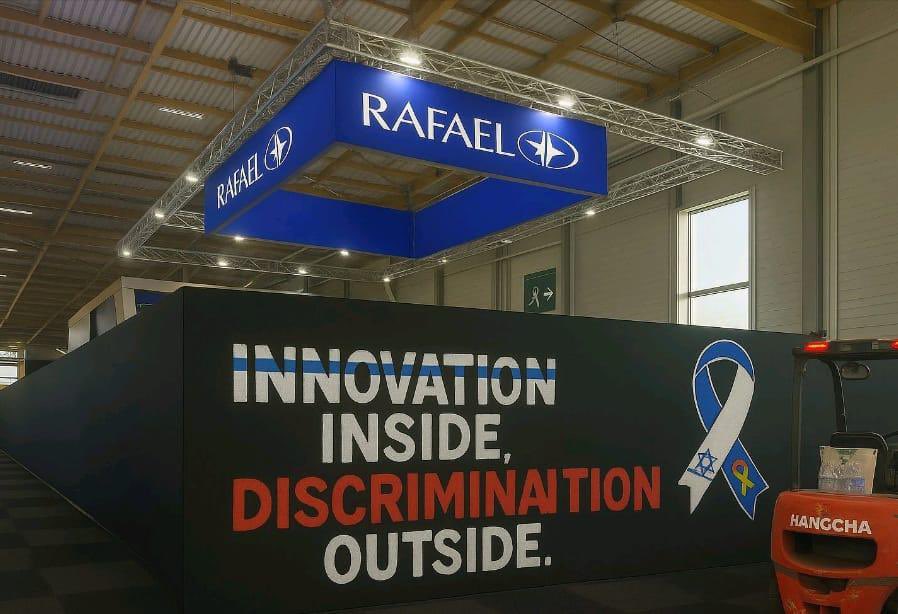 RAFAEL
RAFAEL
INNOVATION
INSIDE,
DISCRIMINAITION
OUTSIDE.
HANGCHA